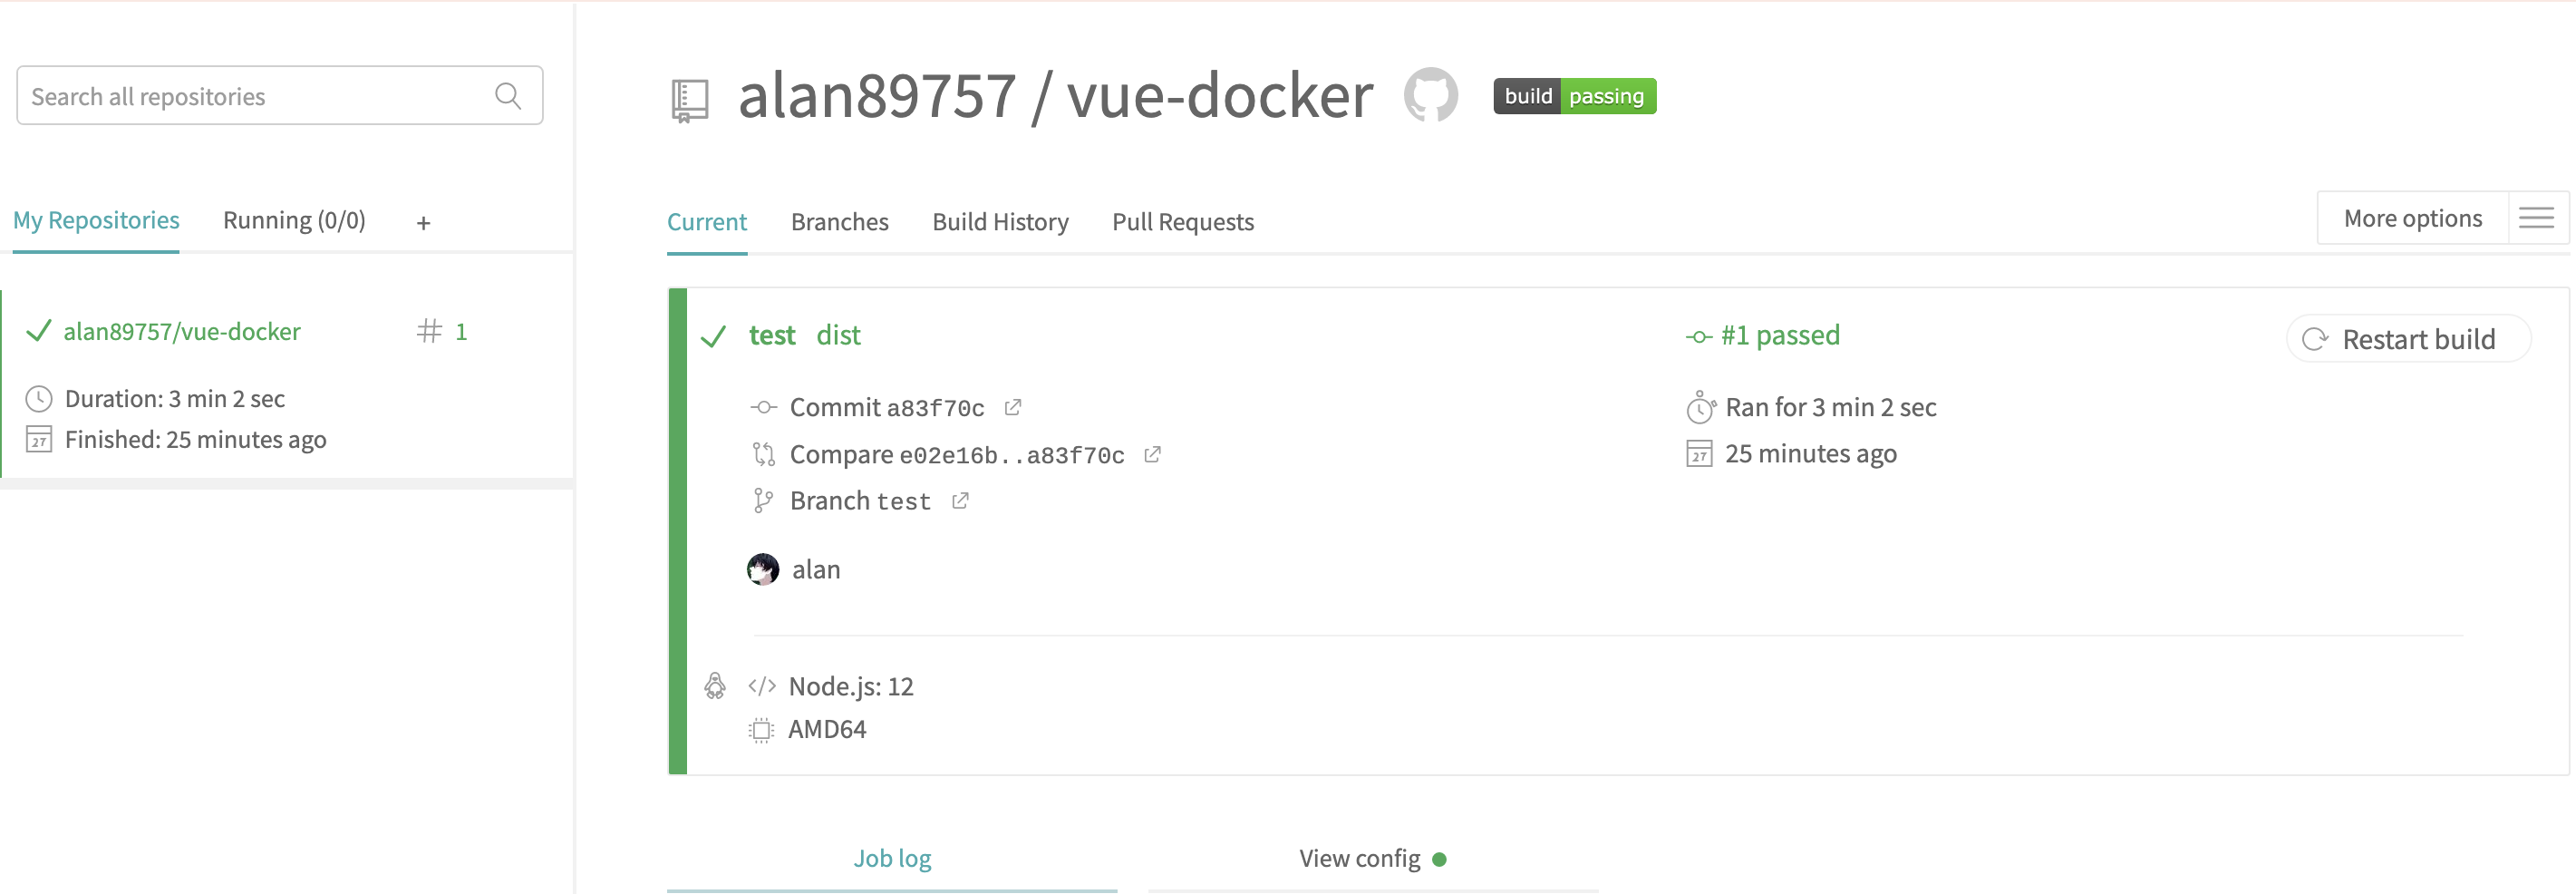 Search all repositories
My Repositories Running (0/0) +
alan89757/vue-docker # 1
Duration: 3 min 2 sec
27 Finished: 25 minutes ago
alan89757 / vue-docker build passing
Current Branches Build History Pull Requests More options
test dist #1 passed Restart build
Commit a83f70c Ran for 3 min 2 sec
Compare e02e16b..a83f70c 27 25 minutes ago
Branch test
alan
</> Node.js: 12
AMD64
Job log View config